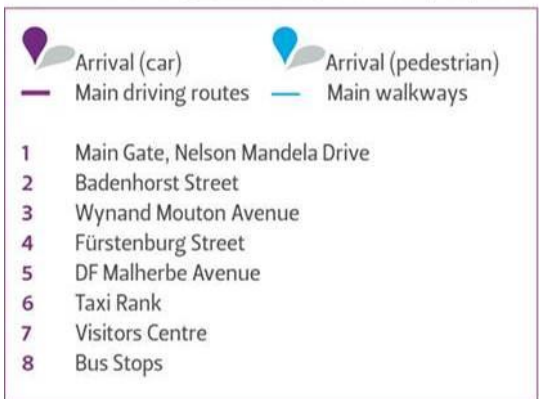 Arrival (car) Arrival (pedestrian)
Main driving routes Main walkways
1 Main Gate, Nelson Mandela Drive
2 Badenhorst Street
3 Wynand Mouton Avenue
4 Fürstenburg Street
5 DF Malherbe Avenue
6 Taxi Rank
7 Visitors Centre
8 Bus Stops